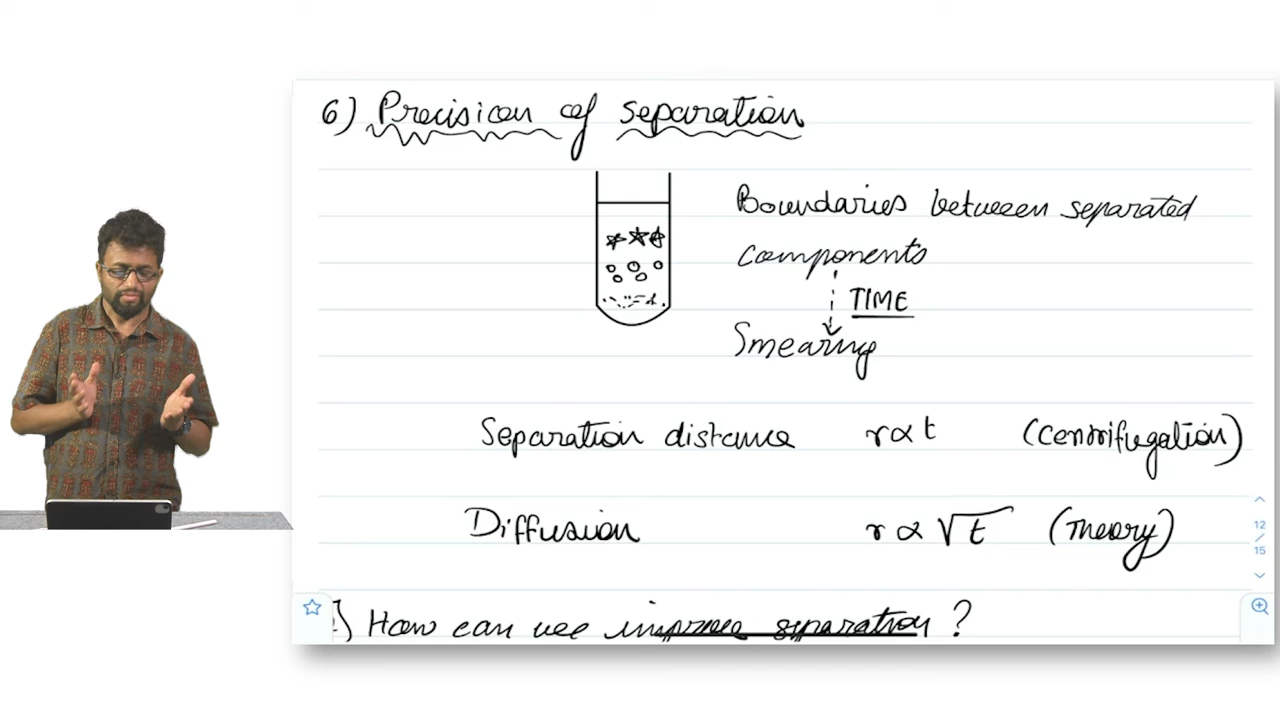 6) Precision of separation
Boundaries between separated
components
TIME
Smearing
Separation distance r ∝ t (Centrifugation)
Diffusion r ∝ √t (Theory)
12
/
15
) How can we improve separation ?